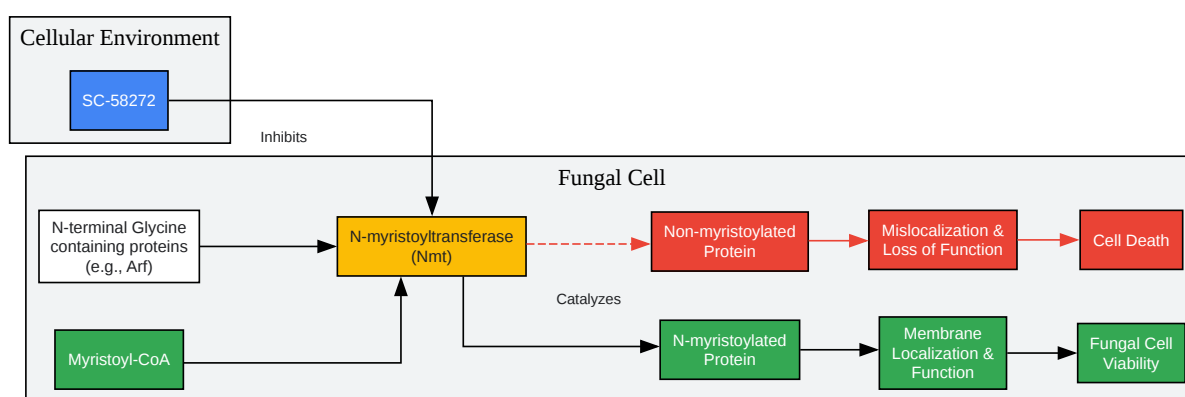 Cellular Environment
SC-58272
Inhibits
Fungal Cell
N-terminal Glycine
containing proteins
(e.g., Arf)
N-myristoyltransferase
(Nmt)
Non-myristoylated
Protein
Mislocalization &
Loss of Function
Cell Death
Catalyzes
Myristoyl-CoA
N-myristoylated
Protein
Membrane
Localization &
Function
Fungal Cell
Viability